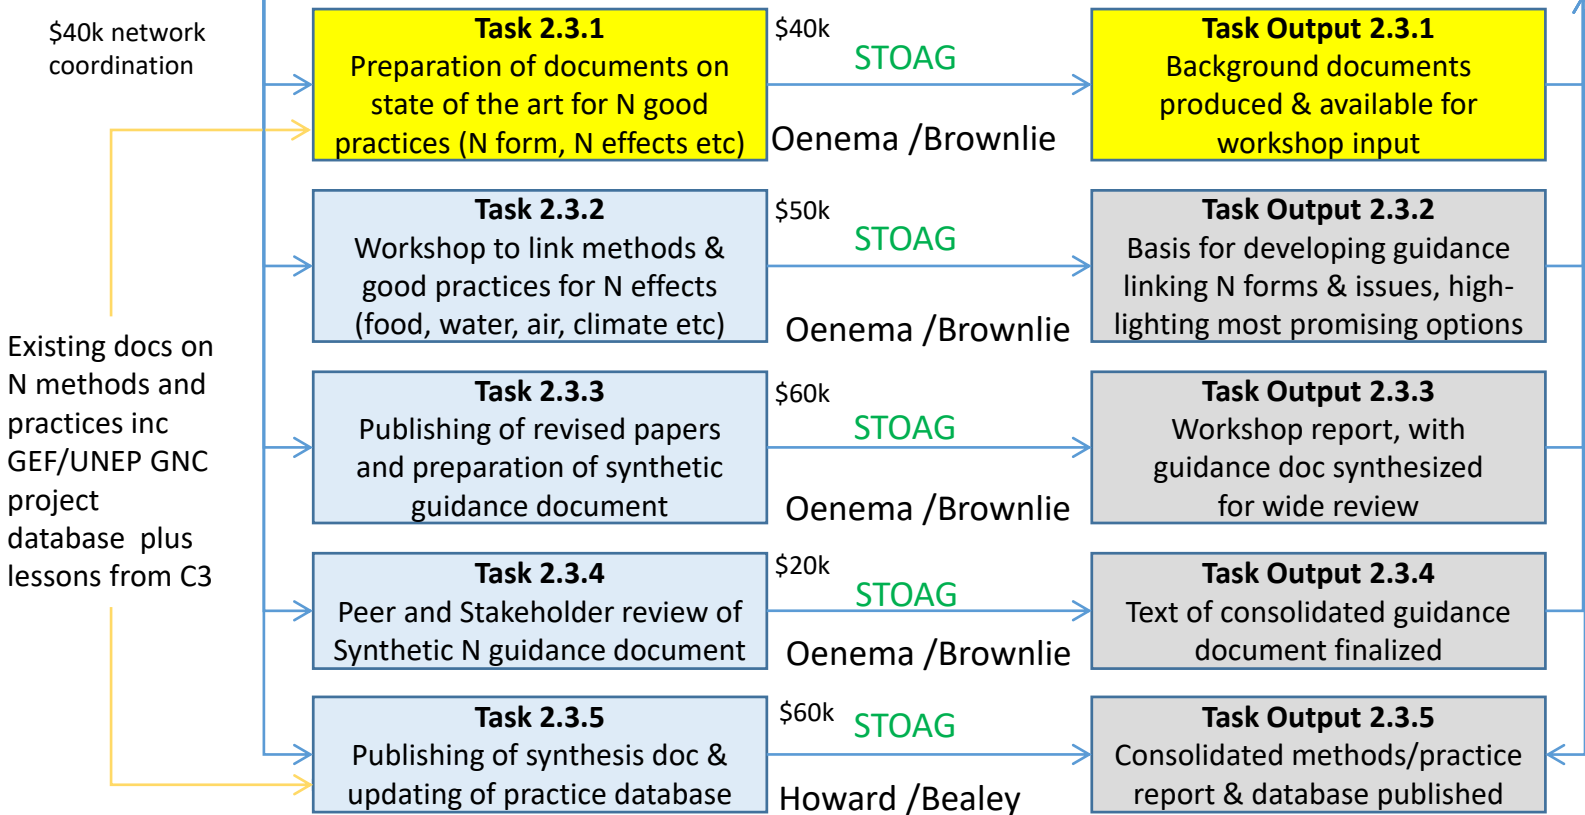 $40k network
coordination
Existing docs on
N methods and
practices inc
GEF/UNEP GNC
project
database  plus
lessons from C3
Task 2.3.1
Preparation of documents on
state of the art for N good
practices (N form, N effects etc)
$40k
STOAG
Oenema /Brownlie
Task Output 2.3.1
Background documents
produced & available for
workshop input
Task 2.3.2
Workshop to link methods &
good practices for N effects
(food, water, air, climate etc)
$50k
STOAG
Oenema /Brownlie
Task Output 2.3.2
Basis for developing guidance
linking N forms & issues, high-
lighting most promising options
Task 2.3.3
Publishing of revised papers
and preparation of synthetic
guidance document
$60k
STOAG
Oenema /Brownlie
Task Output 2.3.3
Workshop report, with
guidance doc synthesized
for wide review
Task 2.3.4
Peer and Stakeholder review of
Synthetic N guidance document
$20k
STOAG
Oenema /Brownlie
Task Output 2.3.4
Text of consolidated guidance
document finalized
Task 2.3.5
Publishing of synthesis doc &
updating of practice database
$60k
STOAG
Howard /Bealey
Task Output 2.3.5
Consolidated methods/practice
report & database published